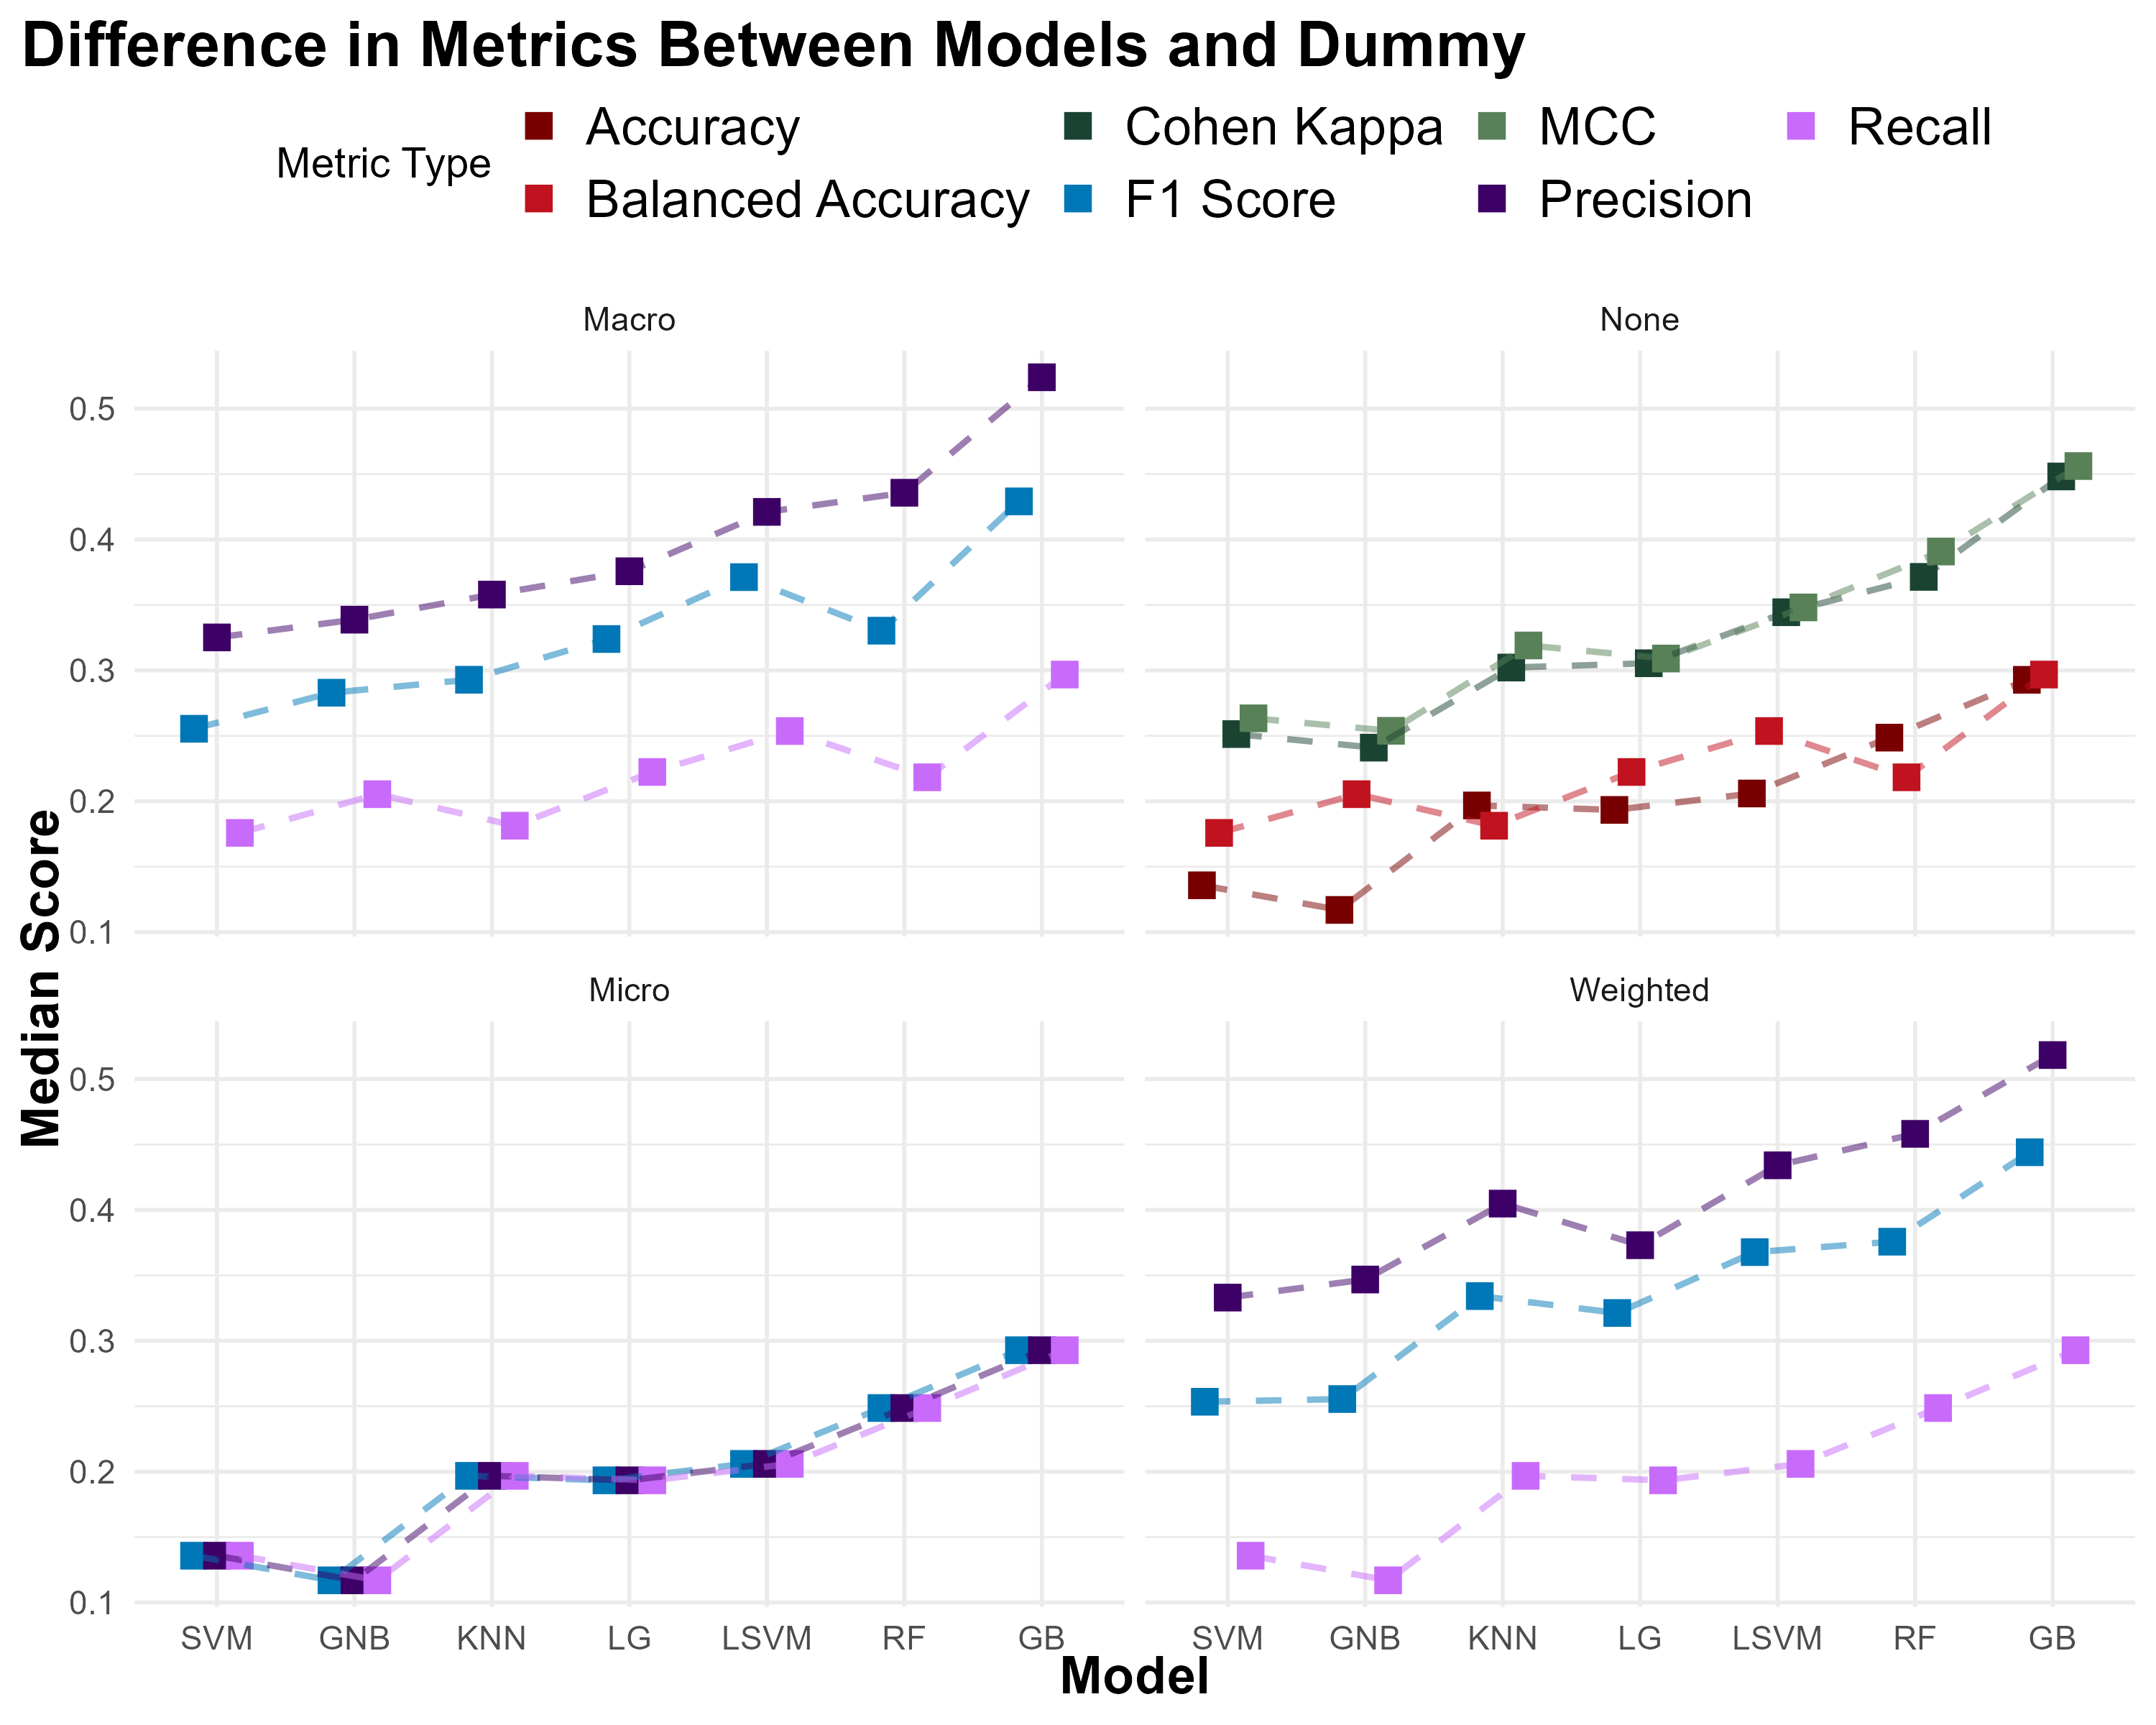 Difference in Metrics Between Models and Dummy
Metric Type
Accuracy
Cohen Kappa
MCC
Recall
Balanced Accuracy
F1 Score
Precision
Macro
None
0.5
0.4
0.3
0.2
0.1
Median Score
Micro
Weighted
0.5
0.4
0.3
0.2
0.1
SVM GNB KNN LG LSVM RF GB
SVM GNB KNN LG LSVM RF GB
Model